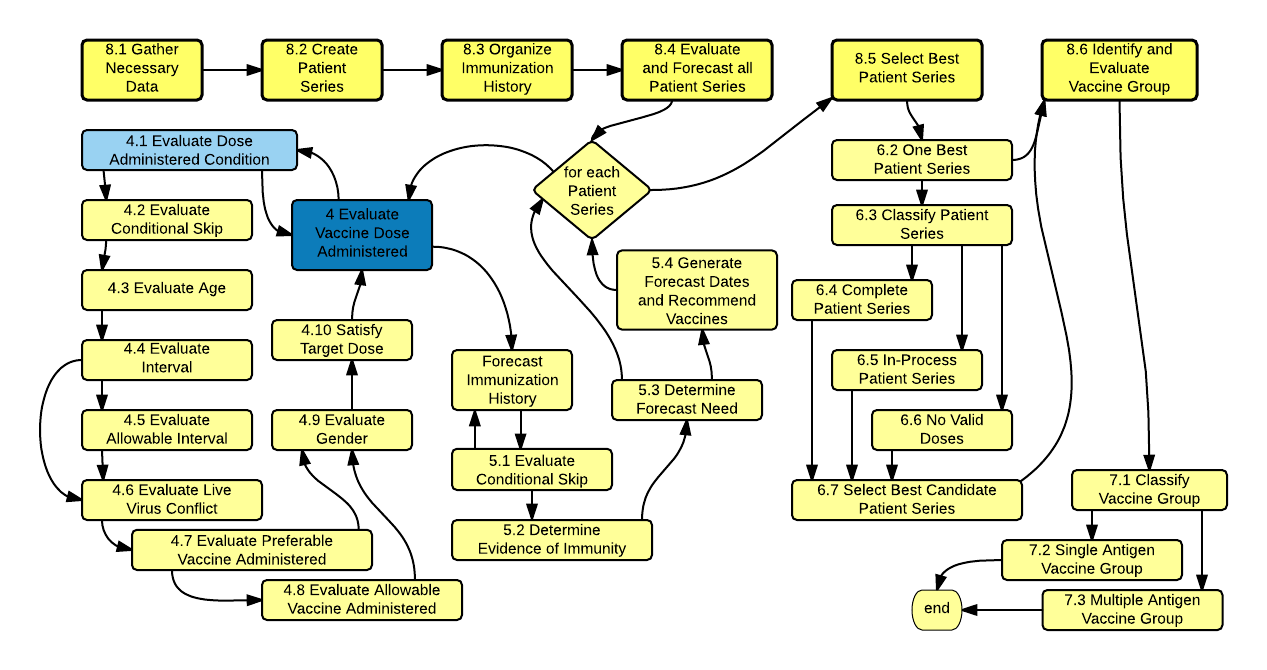 8.1 Gather
Necessary
Data
8.2 Create
Patient
Series
8.3 Organize
Immunization
History
8.4 Evaluate
and Forecast all
Patient Series
8.5 Select Best
Patient Series
8.6 Identify and
Evaluate
Vaccine Group
4.1 Evaluate Dose
Administered Condition
for each
Patient
Series
6.2 One Best
Patient Series
4.2 Evaluate
Conditional Skip
4 Evaluate
Vaccine Dose
Administered
6.3 Classify Patient
Series
4.3 Evaluate Age
5.4 Generate
Forecast Dates
and Recommend
Vaccines
6.4 Complete
Patient Series
4.10 Satisfy
Target Dose
4.4 Evaluate
Interval
Forecast
Immunization
History
6.5 In-Process
Patient Series
5.3 Determine
Forecast Need
4.5 Evaluate
Allowable Interval
4.9 Evaluate
Gender
6.6 No Valid
Doses
5.1 Evaluate
Conditional Skip
4.6 Evaluate Live
Virus Conflict
6.7 Select Best Candidate
Patient Series
7.1 Classify
Vaccine Group
5.2 Determine
Evidence of Immunity
4.7 Evaluate Preferable
Vaccine Administered
7.2 Single Antigen
Vaccine Group
4.8 Evaluate Allowable
Vaccine Administered
end
7.3 Multiple Antigen
Vaccine Group